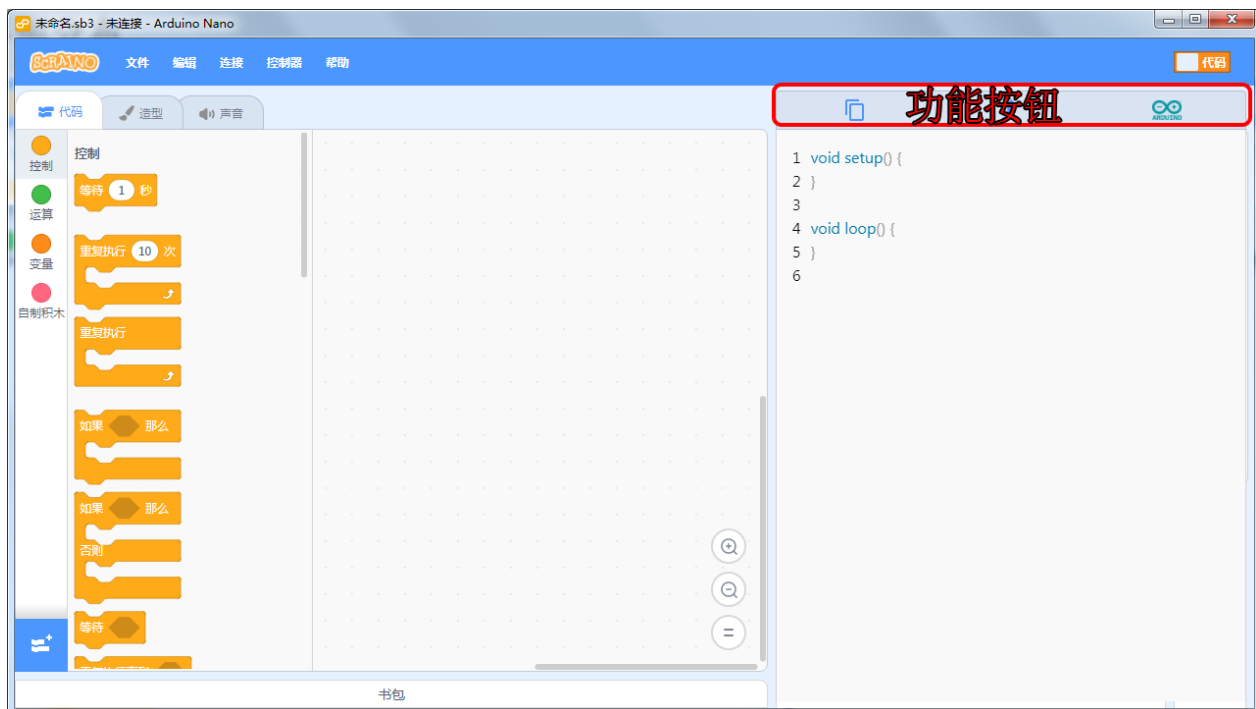 未命名.sb3 - 未连接 - Arduino Nano
SCRAINO 文件 编辑 连接 控制器 帮助 代码
代码 造型 声音
功能按钮
ARDUINO
控制
运算
变量
自制积木
控制
等待 1 秒
重复执行 10 次
重复执行
如果 那么
如果 那么
否则
等待
1 void setup() {
2 }
3
4 void loop() {
5 }
6
书包